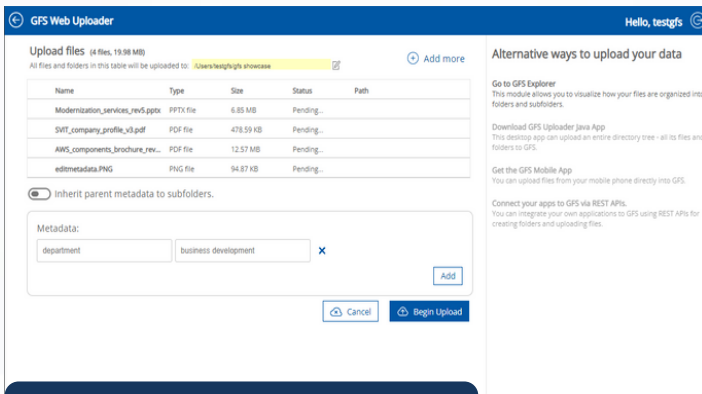 GFS Web Uploader
Hello, testgfs
Upload files (4 files, 19.98 MB)
All files and folders in this table will be uploaded to: /Users/testgfs/gfs showcase
Add more
Name Type Size Status Path
Modernization_services_rev5.pptx PPTX file 6.85 MB Pending...
SVIT_company_profile_v3.pdf PDF file 478.59 KB Pending...
AWS_components_brochure_rev... PDF file 12.57 MB Pending...
editmetadata.PNG PNG file 94.87 KB Pending...
Inherit parent metadata to subfolders.
Metadata:
department business development
Add
Cancel Begin Upload
Alternative ways to upload your data
Go to GFS Explorer
This module allows you to visualize how your files are organized into
folders and subfolders.
Download GFS Uploader Java App
This desktop app can upload an entire directory tree - all its files and
folders to GFS.
Get the GFS Mobile App
You can upload files from your mobile phone directly into GFS.
Connect your apps to GFS via REST APIs.
You can integrate your own applications to GFS using REST APIs for
creating folders and uploading files.